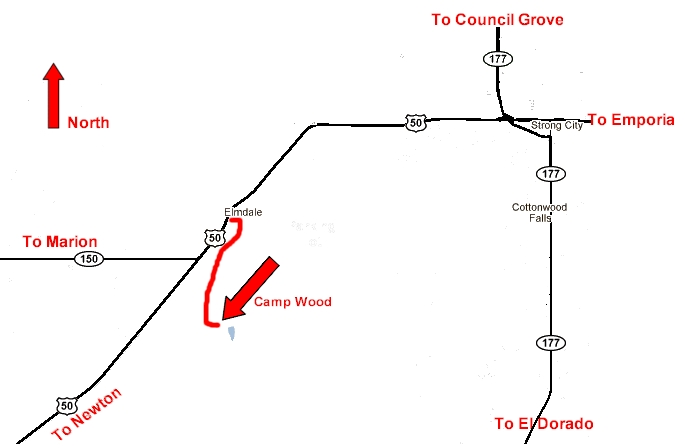 To Council Grove
177
50
Strong City
To Emporia
North
177
Elmdale
Cottonwood
Falls
50
To Marion
150
Camp Wood
177
50
To Newton
To El Dorado